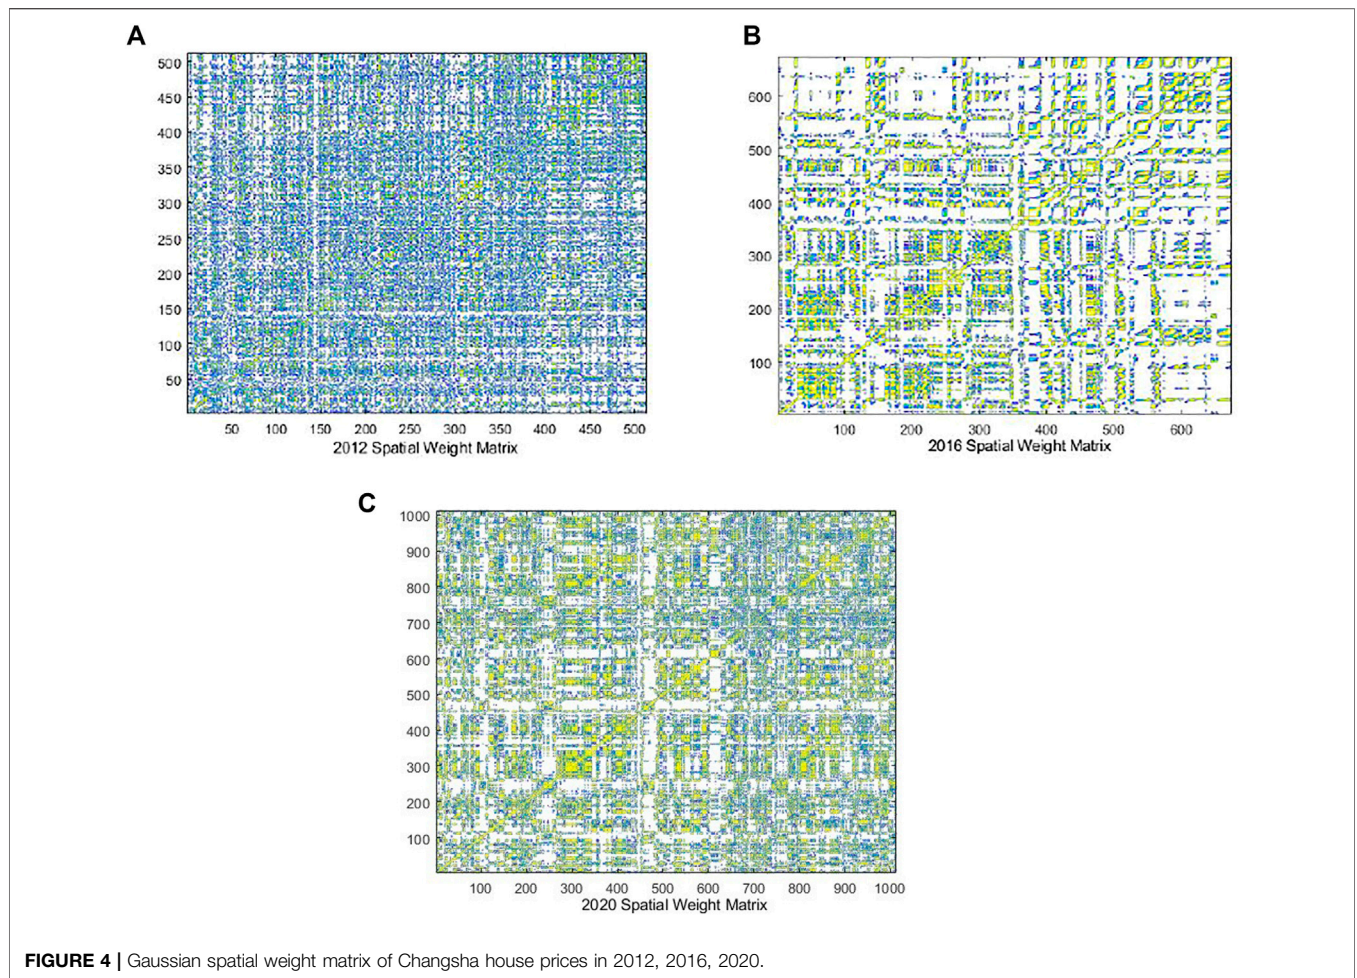 A
500
450
400
350
300
250
200
150
100
50
50 100 150 200 250 300 350 400 450 500
2012 Spatial Weight Matrix
B
600
500
400
300
200
100
100 200 300 400 500 600
2016 Spatial Weight Matrix
C
1000
900
800
700
600
500
400
300
200
100
100 200 300 400 500 600 700 800 900 1000
2020 Spatial Weight Matrix
FIGURE 4 | Gaussian spatial weight matrix of Changsha house prices in 2012, 2016, 2020.